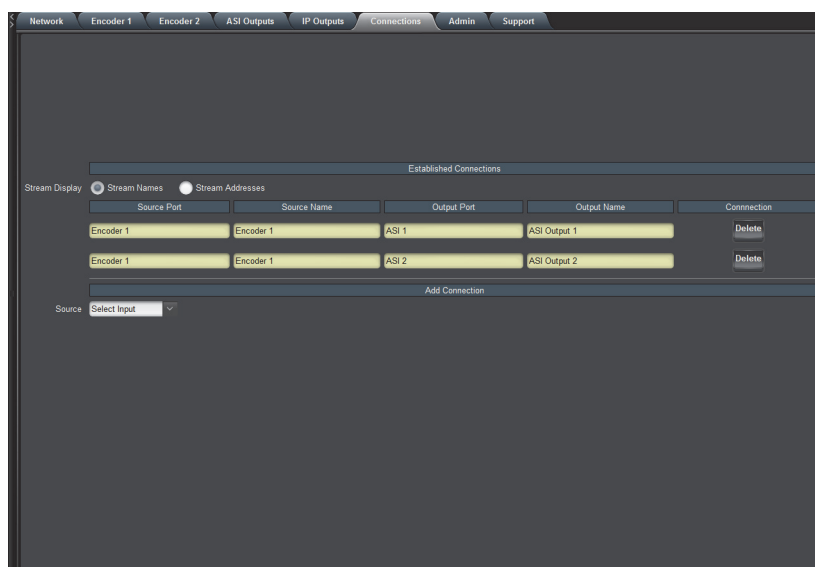 Network Encoder 1 Encoder 2 ASI Outputs IP Outputs Connections Admin Support
Established Connections
Stream Display Stream Names Stream Addresses
Source Port Source Name Output Port Output Name Connnection
Encoder 1 Encoder 1 ASI 1 ASI Output 1 Delete
Encoder 1 Encoder 1 ASI 2 ASI Output 2 Delete
Add Connection
Source Select Input